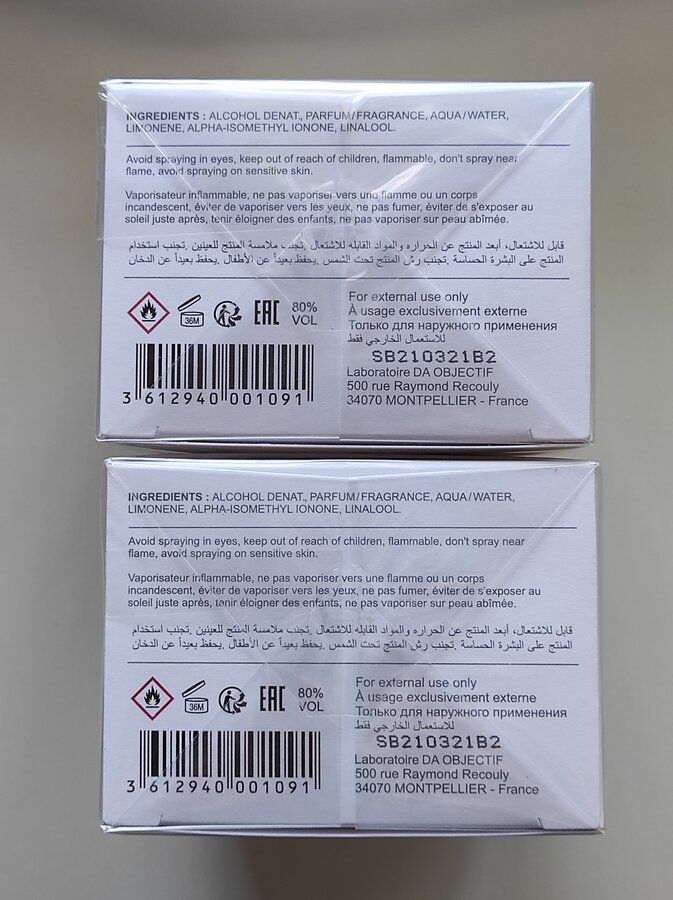 INGREDIENTS : ALCOHOL DENAT., PARFUM/FRAGRANCE, AQUA/WATER,
LIMONENE, ALPHA-ISOMETHYL IONONE, LINALOOL.
Avoid spraying in eyes, keep out of reach of children, flammable, don't spray near
flame, avoid spraying on sensitive skin.
Vaporisateur inflammable, ne pas vaporiser vers une flamme ou un corps
incandescent, éviter de vaporiser vers les yeux, ne pas fumer, éviter de s'exposer au
soleil juste après, tenir éloigner des enfants, ne pas vaporiser sur peau abîmée.
قابل للاشتعال، أبعد المنتج عن الحراره والمواد القابله للاشتعال .تجنب ملامسة المنتج للعينين .تجنب استخدام
المنتج على البشرة الحساسة .تجنب رش المنتج تحت الشمس .يحفظ بعيداً عن الأطفال .يحفظ بعيداً عن الدخان
36M EAC 80%
VOL
For external use only
À usage exclusivement externe
Только для наружного применения
للاستعمال الخارجي فقط
SB210321B2
Laboratoire DA OBJECTIF
500 rue Raymond Recouly
34070 MONTPELLIER - France
3 612940 001091
INGREDIENTS : ALCOHOL DENAT., PARFUM/FRAGRANCE, AQUA/WATER,
LIMONENE, ALPHA-ISOMETHYL IONONE, LINALOOL.
Avoid spraying in eyes, keep out of reach of children, flammable, don't spray near
flame, avoid spraying on sensitive skin.
Vaporisateur inflammable, ne pas vaporiser vers une flamme ou un corps
incandescent, éviter de vaporiser vers les yeux, ne pas fumer, éviter de s'exposer au
soleil juste après, tenir éloigner des enfants, ne pas vaporiser sur peau abîmée.
قابل للاشتعال، أبعد المنتج عن الحراره والمواد القابله للاشتعال .تجنب ملامسة المنتج للعينين .تجنب استخدام
المنتج على البشرة الحساسة .تجنب رش المنتج تحت الشمس .يحفظ بعيداً عن الأطفال .يحفظ بعيداً عن الدخان
36M EAC 80%
VOL
For external use only
À usage exclusivement externe
Только для наружного применения
للاستعمال الخارجي فقط
SB210321B2
Laboratoire DA OBJECTIF
500 rue Raymond Recouly
34070 MONTPELLIER - France
3 612940 001091